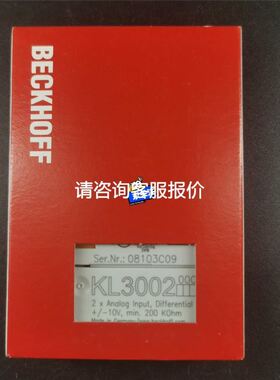 BECKHOFF
请咨询客服报价
Ser.Nr.: 08103C09
KL3002
2 x Analog Input, Differential
+/-10V, min. 200 KOhm